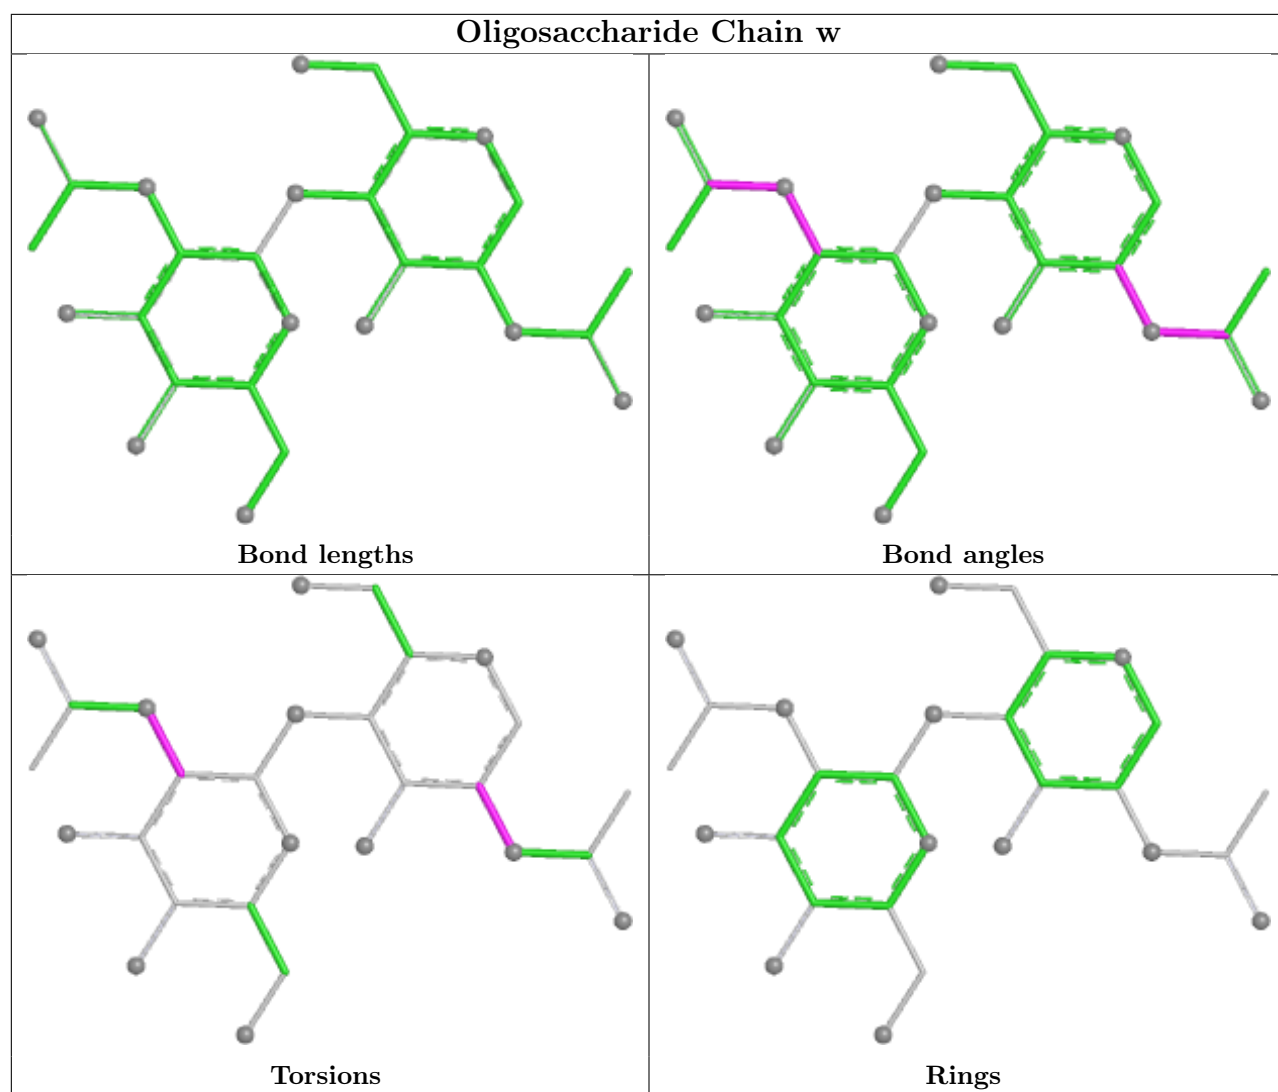 Oligosaccharide Chain w
Bond lengths
Bond angles
Torsions
Rings